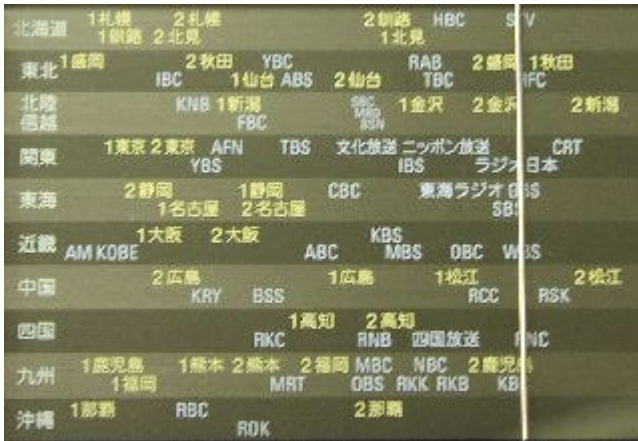 北海道 1札幌 2札幌 2釧路 HBC STV
1釧路 2北見 1北見
東北 1盛岡 2秋田 YBC RAB 2盛岡 1秋田
IBC 1仙台 ABS 2仙台 TBC RFC
北陸 KNB 1新潟 SBC 1金沢 2金沢 2新潟
信越 FBC MRO BSN
関東 1東京 2東京 AFN TBS 文化放送 ニッポン放送 CRT
YBS IBS ラジオ日本
東海 2静岡 1静岡 CBC 東海ラジオ GBS
1名古屋 2名古屋 SBS
近畿 1大阪 2大阪 KBS
AM KOBE ABC MBS OBC WBS
中国 2広島 1広島 1松江 2松江
KRY BSS RCC RSK
四国 1高知 2高知
RKC RNB 四国放送 RNC
九州 1鹿児島 1熊本 2熊本 2福岡 MBC NBC 2鹿児島
1福岡 MRT OBS RKK RKB KBC
沖縄 1那覇 RBC 2那覇
ROK